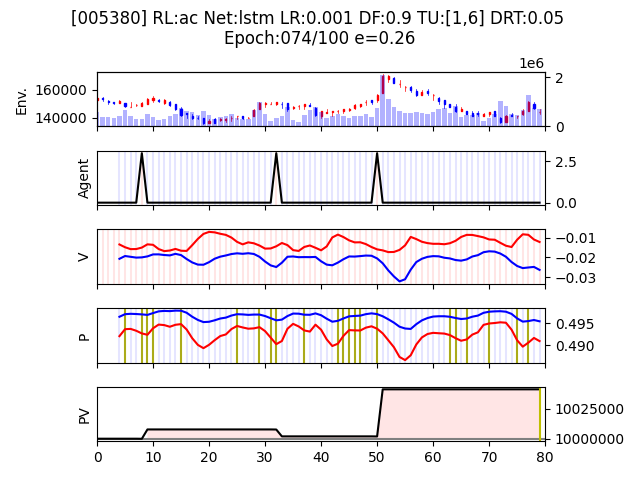 [005380] RL:ac Net:lstm LR:0.001 DF:0.9 TU:[1,6] DRT:0.05
Epoch:074/100 e=0.26
1e6
Env.
160000
140000
2
0
Agent
2.5
0.0
V
−0.01
−0.02
−0.03
P
0.495
0.490
PV
10025000
10000000
0 10 20 30 40 50 60 70 80